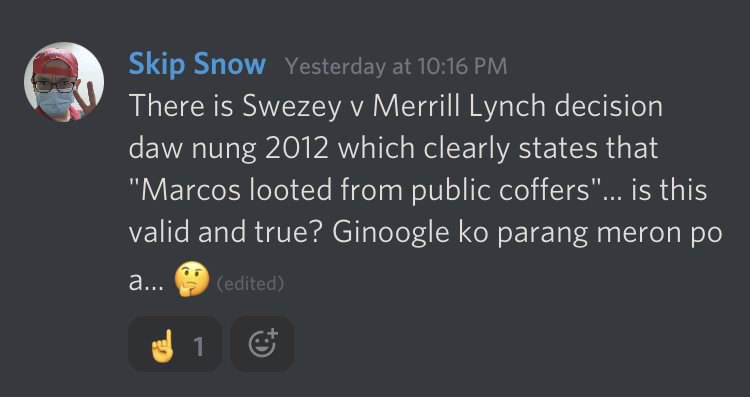 Skip Snow Yesterday at 10:16 PM
There is Swezey v Merrill Lynch decision
daw nung 2012 which clearly states that
"Marcos looted from public coffers"... is this
valid and true? Ginoogle ko parang meron po
a... 🤔 (edited)
☝ 1